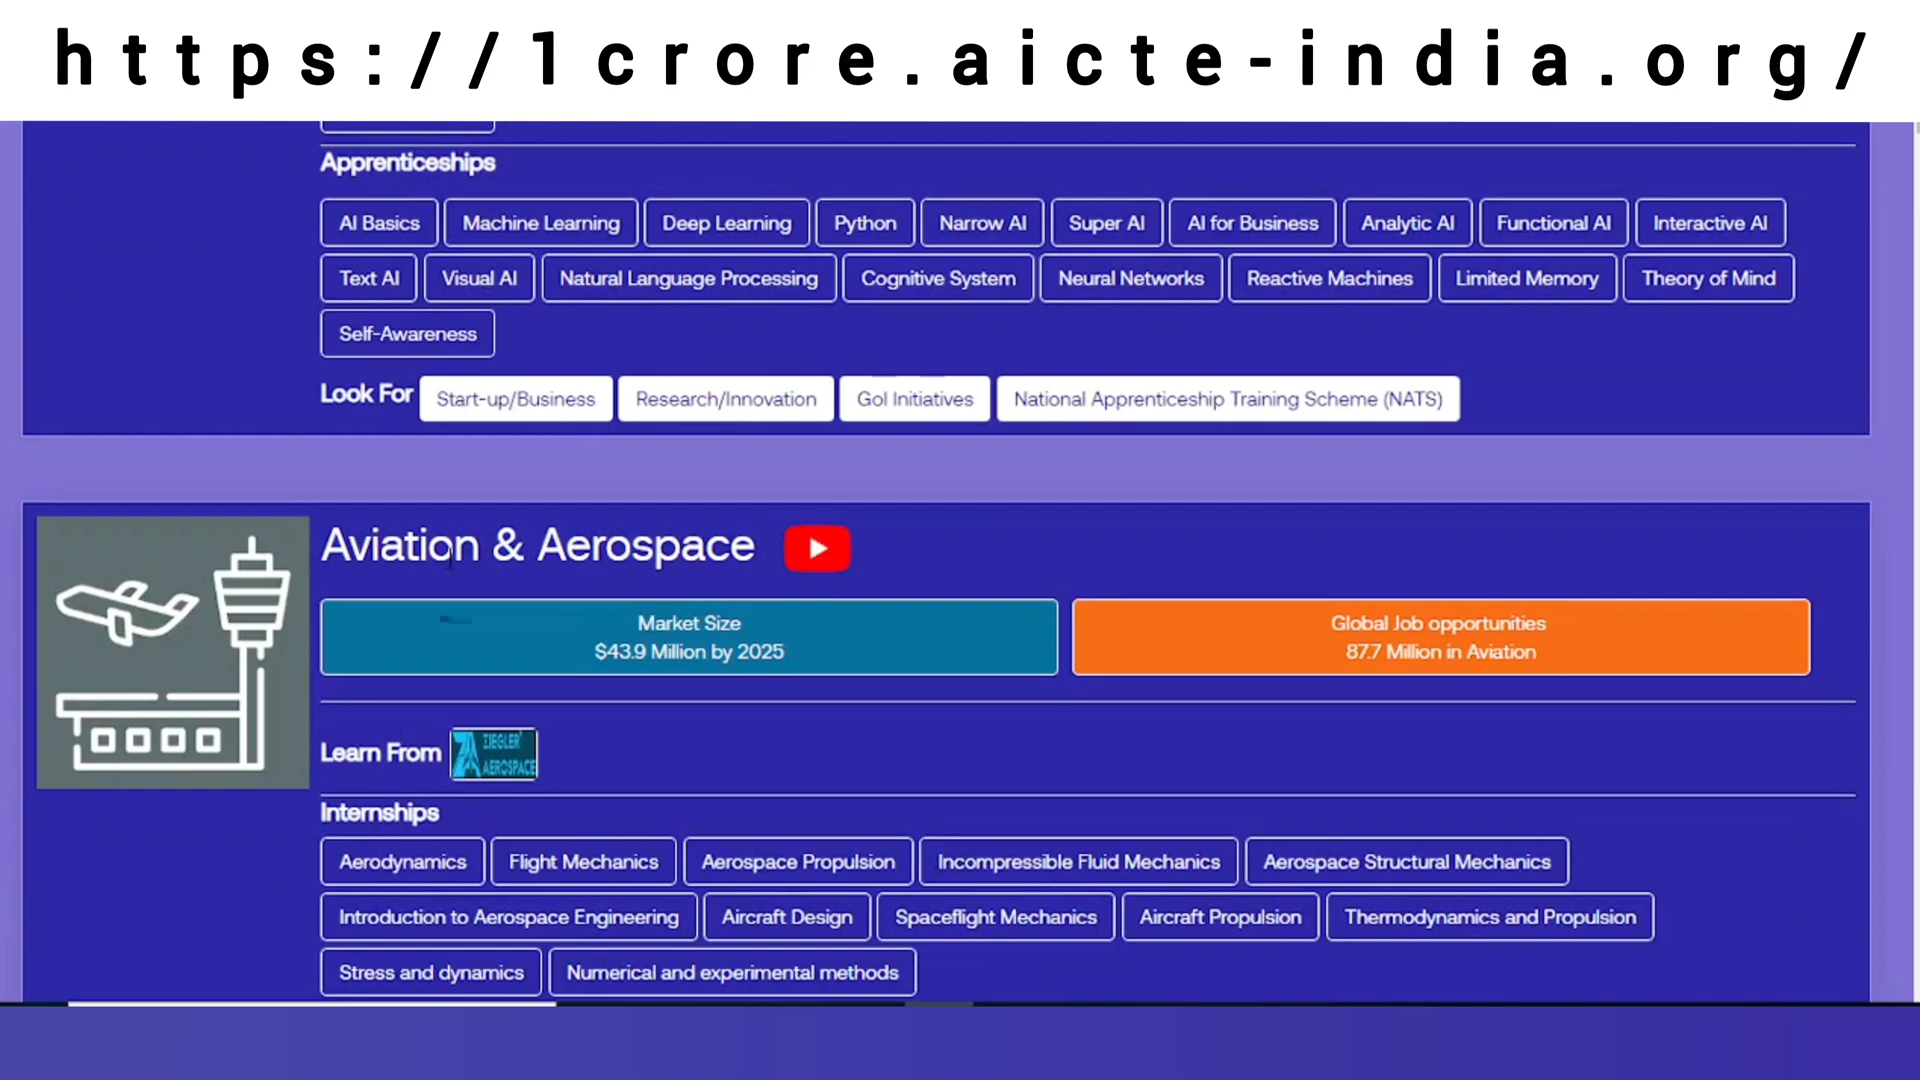 https://1crore.aicte-india.org/
Apprenticeships
AI Basics Machine Learning Deep Learning Python Narrow AI Super AI AI for Business Analytic AI Functional AI Interactive AI
Text AI Visual AI Natural Language Processing Cognitive System Neural Networks Reactive Machines Limited Memory Theory of Mind
Self-Awareness
Look For Start-up/Business Research/Innovation GoI Initiatives National Apprenticeship Training Scheme (NATS)
Aviation & Aerospace
Market Size
$43.9 Million by 2025
Global Job opportunities
87.7 Million in Aviation
Learn From ZIEGLER AEROSPACE
Internships
Aerodynamics Flight Mechanics Aerospace Propulsion Incompressible Fluid Mechanics Aerospace Structural Mechanics
Introduction to Aerospace Engineering Aircraft Design Spaceflight Mechanics Aircraft Propulsion Thermodynamics and Propulsion
Stress and dynamics Numerical and experimental methods